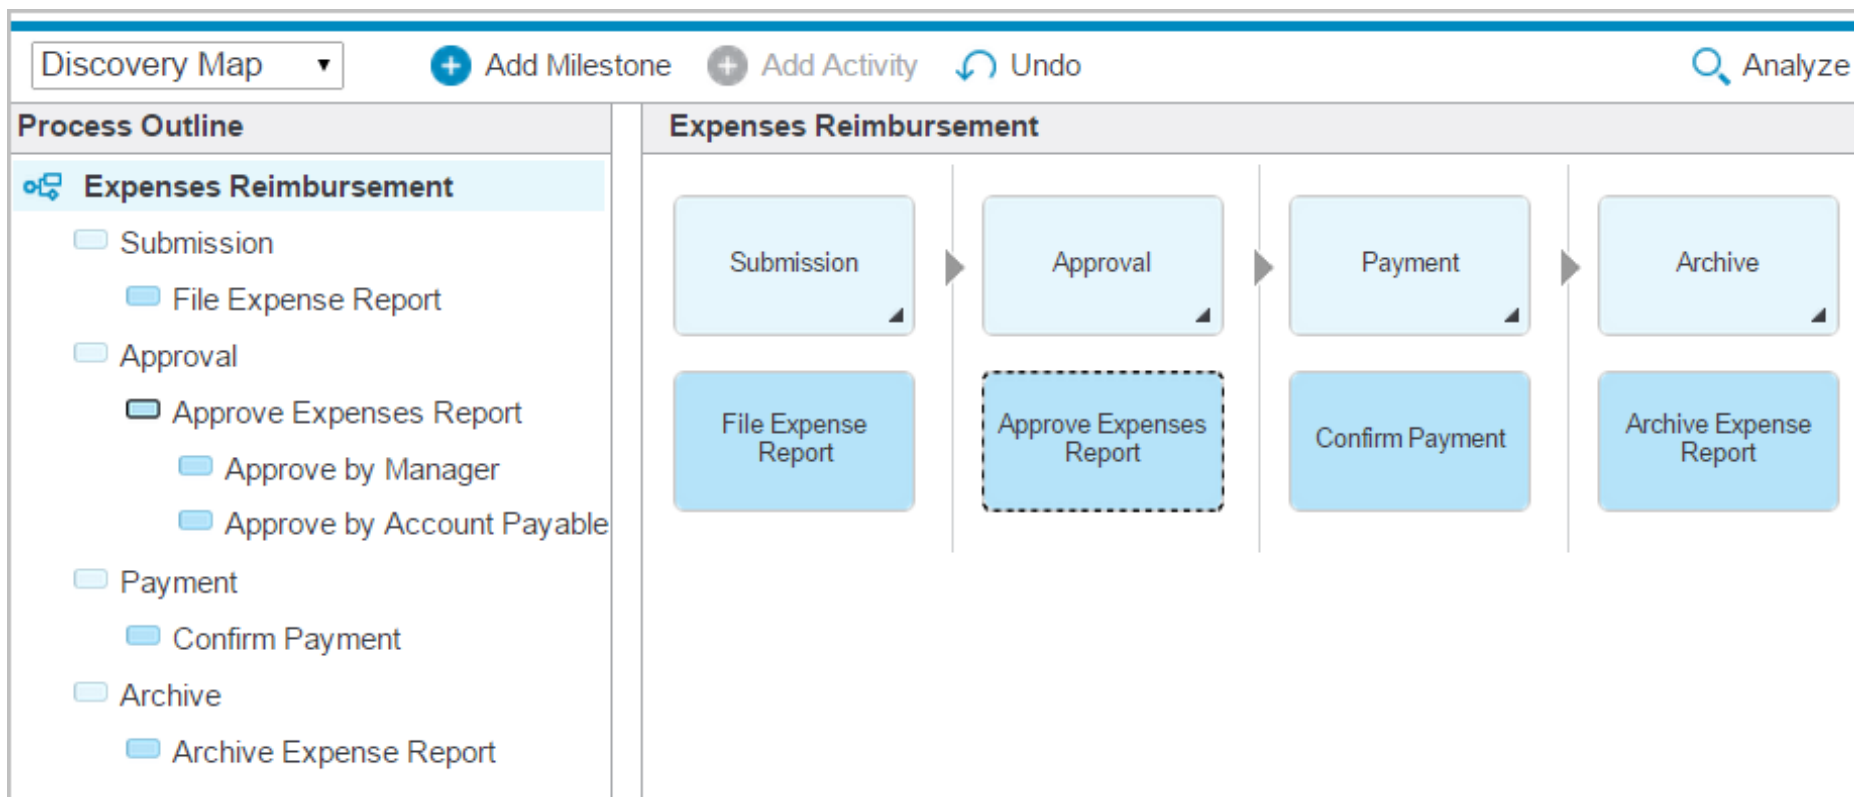 Discovery Map
Add Milestone
Add Activity
Undo
Analyze
Process Outline
Expenses Reimbursement
Submission
File Expense Report
Approval
Approve Expenses Report
Approve by Manager
Approve by Account Payable
Payment
Confirm Payment
Archive
Archive Expense Report
Expenses Reimbursement
Submission
Approval
Payment
Archive
File Expense
Report
Approve Expenses
Report
Confirm Payment
Archive Expense
Report